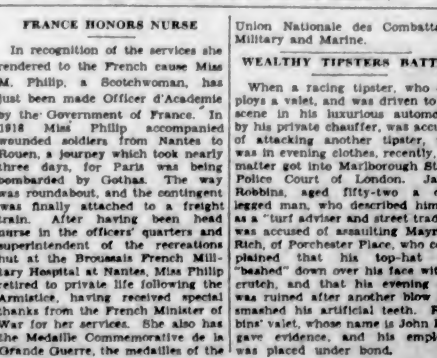 FRANCE HONORS NURSE
In recognition of the services she
rendered to the French cause Miss
M. Philip, a Scotchwoman, has
just been made Officer d'Academie
by the Government of France. In
1918 Miss Philip accompanied
wounded soldiers from Nantes to
Rouen, a journey which took nearly
three days, for Paris was being
bombarded by Gothas. The way
was roundabout, and the contingent
was finally attached to a freight
train. After having been head
nurse in the officers' quarters and
superintendent of the recreations
hut at the Broussais French Mili-
tary Hospital at Nantes, Miss Philip
retired to private life following the
Armistice, having received special
thanks from the French Minister of
War for her services. She also has
the Medaille Commemorative de la
Grande Guerre, the medailles of the
Union Nationale des Combatta
Military and Marine.
WEALTHY TIPSTERS BATT
When a racing tipster, who
ploys a valet, and was driven to
scene in his luxurious automo
by his private chauffer, was accu
of attacking another tipster,
was in evening clothes, recently,
matter got into Marlborough St
Police Court of London. Ja
Robbins, aged fifty-two a
legged man, who described him
as a "turf adviser and street trad
was accused of assaulting Mayn
Rich, of Porchester Place, who co
plained that his top-hat
"bashed" down over his face wit
crutch, and that his evening
was ruined after another blow
smashed his artificial teeth. R
bins' valet, whose name is John
gave evidence, and his empl
was placed under bond.